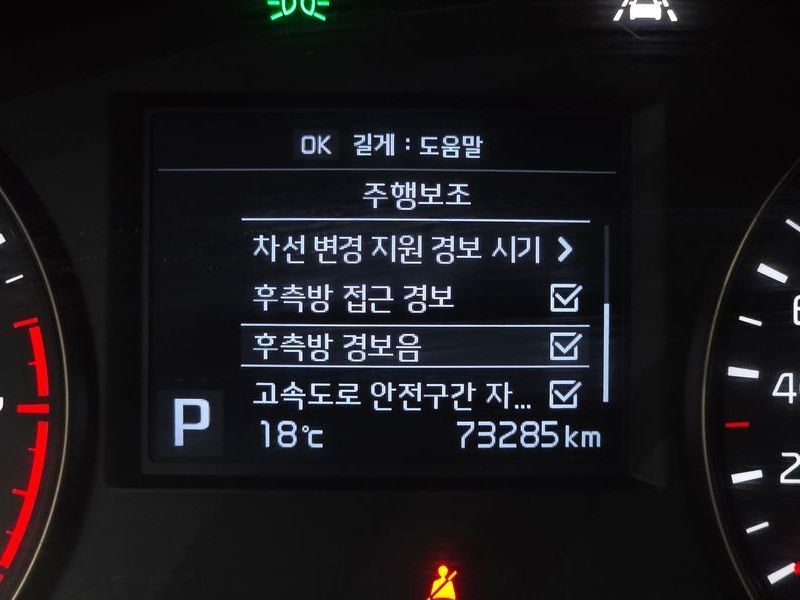 OK 길게 : 도움말
주행보조
차선 변경 지원 경보 시기
후측방 접근 경보
후측방 경보음
고속도로 안전구간 자...
P 18℃ 73285km